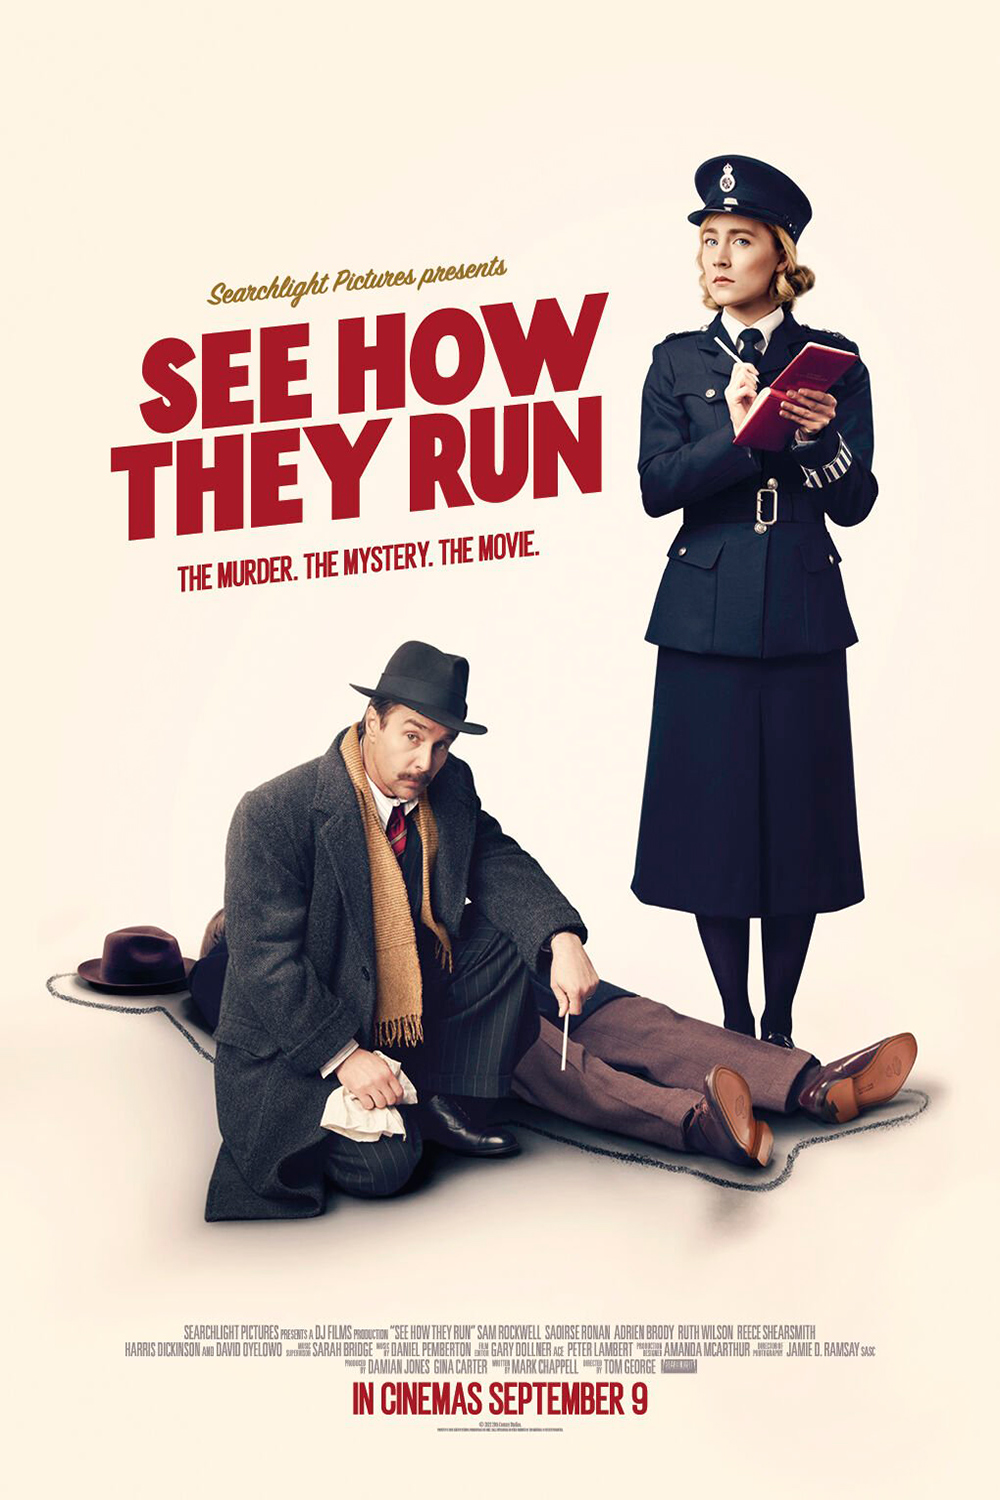 Searchlight Pictures presents
SEE HOW
THEY RUN
THE MURDER. THE MYSTERY. THE MOVIE.
SEARCHLIGHT PICTURES PRESENTS A DJ FILMS PRODUCTION "SEE HOW THEY RUN" SAM ROCKWELL SAOIRSE RONAN ADRIEN BRODY RUTH WILSON REECE SHEARSMITH
HARRIS DICKINSON AND DAVID OYELOWO MUSIC SUPERVISOR SARAH BRIDGE MUSIC BY DANIEL PEMBERTON FILM EDITOR GARY DOLLNER ACE PETER LAMBERT PRODUCTION DESIGNER AMANDA MCARTHUR DIRECTOR OF PHOTOGRAPHY JAMIE D. RAMSAY SASC
PRODUCED BY DAMIAN JONES GINA CARTER WRITTEN BY MARK CHAPPELL DIRECTED BY TOM GEORGE
IN CINEMAS SEPTEMBER 9